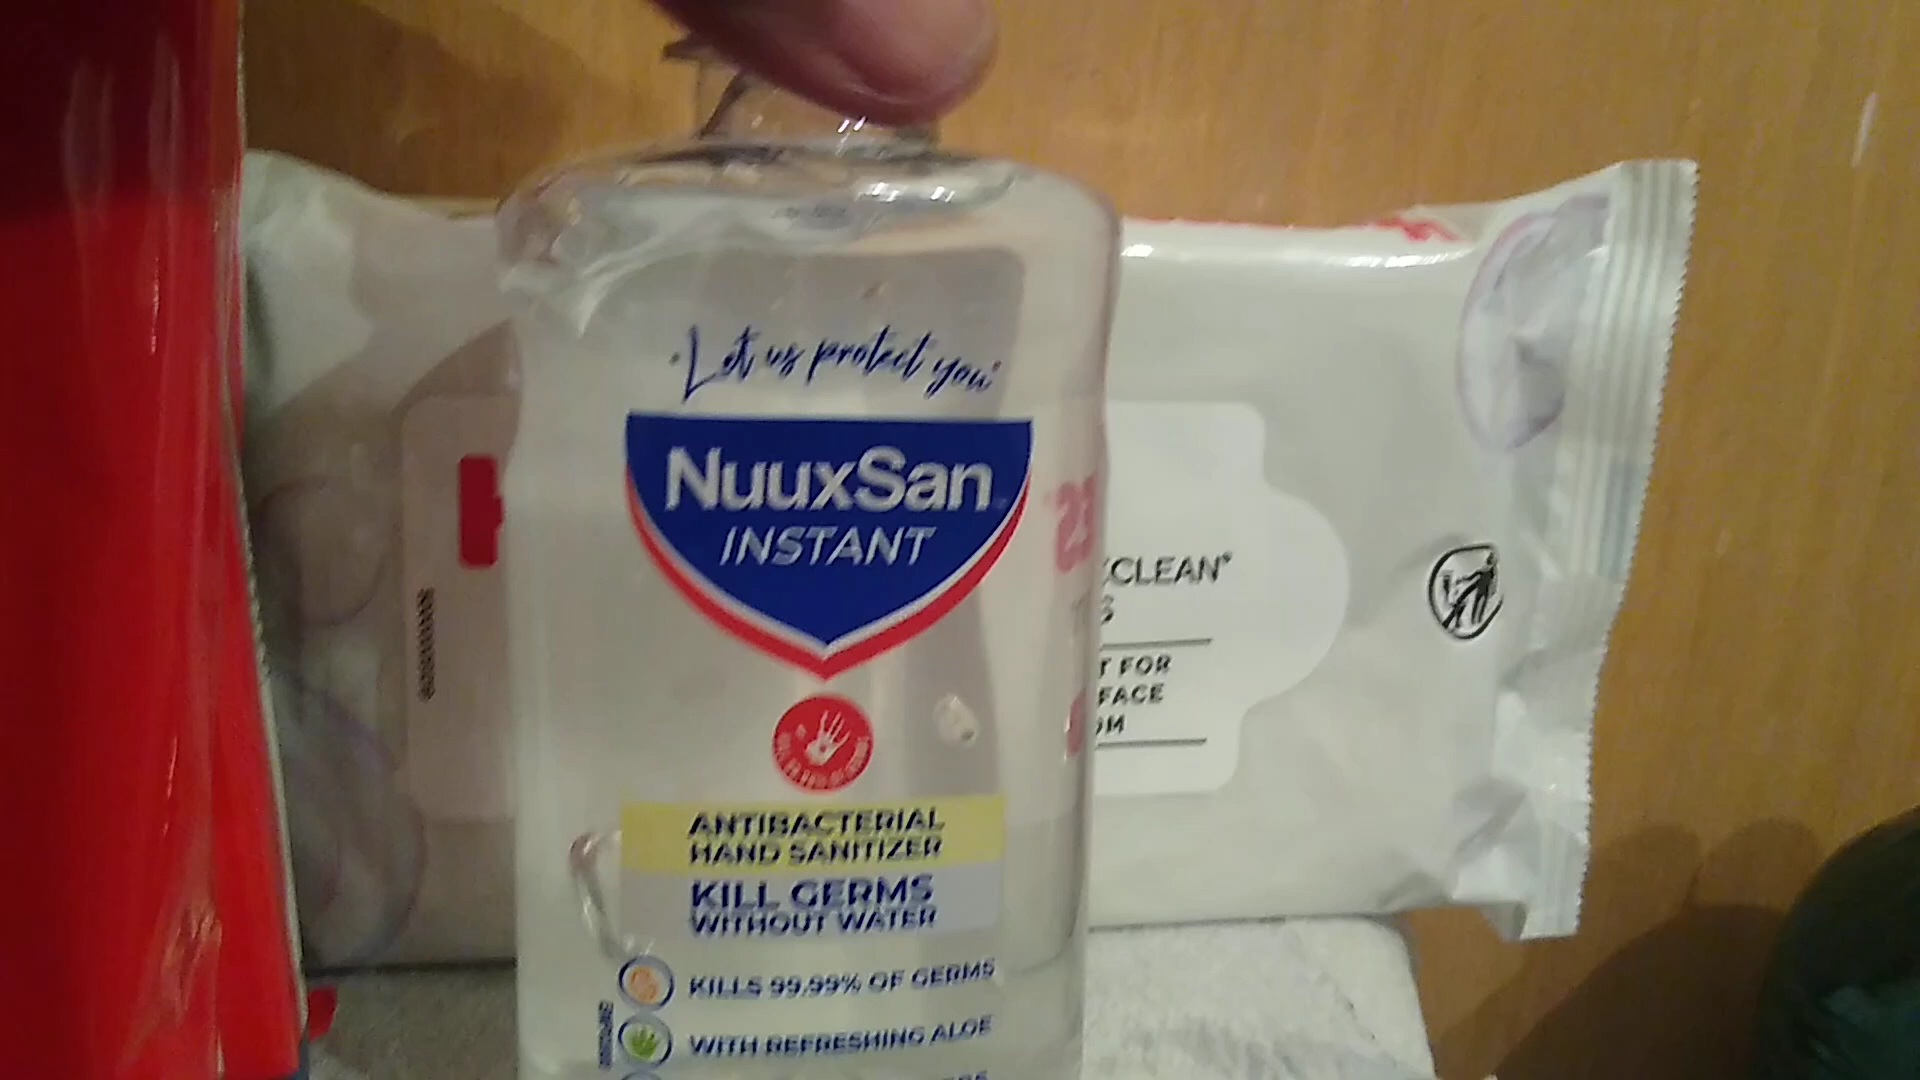 "Let us protect you"
NuuxSan
INSTANT
ANTIBACTERIAL
HAND SANITIZER
KILL GERMS
WITHOUT WATER
KILLS 99.99% OF GERMS
WITH REFRESHING ALOE
CLEAN®
T FOR
FACE
OM